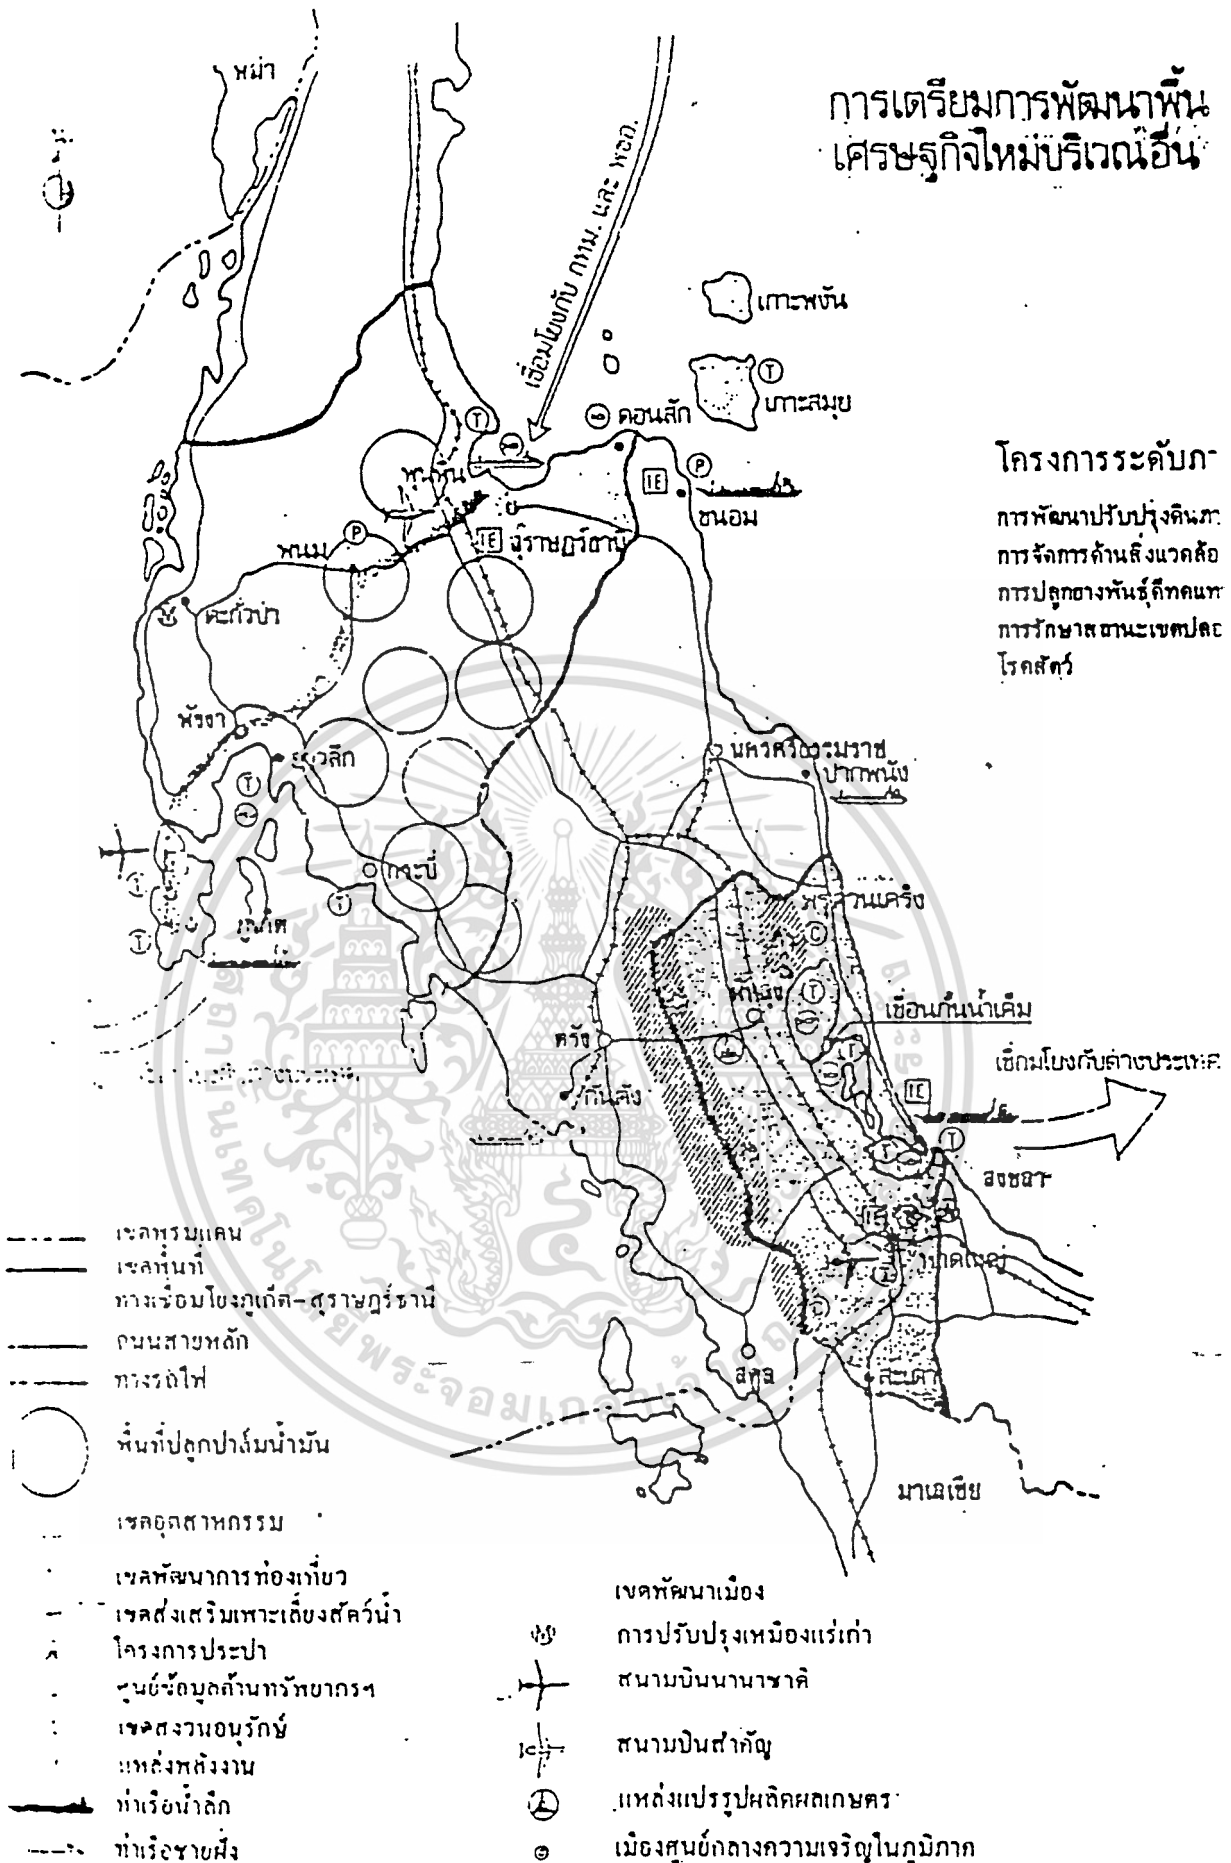 การเตรียมการพัฒนาพื้น
เศรษฐกิจใหม่บริเวณอื่น
พม่า
น.
เชื่อมโยงกับ กทม. และ พอถ.
เกาะพงัน
T
เกาะสมุย
ดอนสัก
T
พุนพิน
IE
P
ขนอม
โครงการระดับภ
การพัฒนาปรับปรุงดินภา
การจัดการด้านสิ่งแวดล้อ
การปลูกยางพันธุ์ดีทดแท
การรักษาสถานะเขตปลอ
โรคสัตว์
พนม
P
IE
สุราษฎร์ธานี
ตะกั่วป่า
พังงา
T
นครศรีธรรมราช
ปากพนัง
กระบี่
T
T
T
ภูเก็ต
พรุควนเคร็ง
C
T
พัทลุง
เขื่อนกั้นน้ำเค็ม
ตรัง
กันตัง
T
เชื่อมโยงกับต่างประเทศ
IE
T
T
สงขลา
IE
หาดใหญ่
C
สตูล
สะเดา
มาเลเซีย
เขตพรมแดน
เขตพื้นที่
ทางเชื่อมโยงภูเก็ต-สุราษฎร์ธานี
ถนนสายหลัก
ทางรถไฟ
พื้นที่ปลูกปาล์มน้ำมัน
เขตอุตสาหกรรม
เขตพัฒนาการท่องเที่ยว
เขตส่งเสริมเพาะเลี้ยงสัตว์น้ำ
โครงการประปา
ศูนย์ข้อมูลด้านทรัพยากรฯ
เขตสงวนอนุรักษ์
แหล่งพลังงาน
ท่าเรือน้ำลึก
ท่าเรือชายฝั่ง
เขตพัฒนาเมือง
การปรับปรุงเหมืองแร่เก่า
สนามบินนานาชาติ
สนามบินสำคัญ
แหล่งแปรรูปผลิตผลเกษตร
เมืองศูนย์กลางความเจริญในภูมิภาค